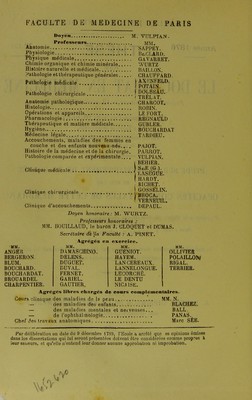 FACULTÉ DE MÉDECINE DE PARIS
Doyen M. VULPIAN.
Professeurs. MM.
Anatomie SAPPEY.
Physiologie BÉCLARD.
Physique médicale GAVARRET.
Chimie organique et chimie minérale WURTZ
Histoire naturelle et médicale BAILLON.
Pathologie et thérapeutique générales CHAUFFARD
Pathologie médicale AXENFELD.
POTAIN.
Pathologie chirurgicale DOLBEAU.
TRÉLAT.
Anatomie pathologique CHARCOT.
Histologie ROBIN.
Opérations et appareils LE FORT.
Pharmacologie REGNAULD
Thérapeutique et matière médicale GUBLER.
Hygiène BOUCHARDAT
Médecine légale TARDIEU.
Accouchements, maladies des femmes en
couche et des enfants nouveau-nés PAJOT.
Histoire de la médecine et de la chirurgie PARROT.
Pathologie comparée et expérimentale VULPIAN.
BÉHIER.
Clinique médicale SÉE (G.)
LASÈGUE.
HARDY.
RICHET.
Clinique chirurgicale GOSSELIN.
BROCA.
VERNEUIL.
Clinique d'accouchements DEPAUL.
Doyen honoraire : M. WURTZ.
Professeurs honoraires :
MM. BOUILLAUD, le baron J. CLOQUET et DUMAS.
Secrétaire de la Faculté : A. PINET.
Agrégés en exercice.
MM. MM. MM. MM.
ANGER. DAMASCHINO. FERNET. OLLIVIER
BERGERON. DELENS. HAYEM. POLAILLON
BLUM. DUGUET. LANCEREAUX. RIGAL.
BOUCHARD. DUVAL. LANNELONGUE. TERRIER.
BOUCHARDAT. FERNET. LÉCORCHÉ.
BROUARDEL GARIEL. LE DENTU
CHARPENTIER. GAUTIER. NICAISE.
Agrégés libres chargés de cours complémentaires.
Cours clinique des maladies de la peau MM. N.
— des maladies des enfants BLACHEZ.
— des maladies mentales et nerveuses BALL.
— de l'ophthalmologie PANAS.
Chef des travaux anatomiques Marc SÉE.
Par délibération en date du 9 décembre 1798, l'École a arrêté que les opinions émises
dans les dissertations qui lui seront présentées doivent être considérées comme propres à
leur auteurs, et qu'elle n'entend leur donner aucune approbation ni improbation.